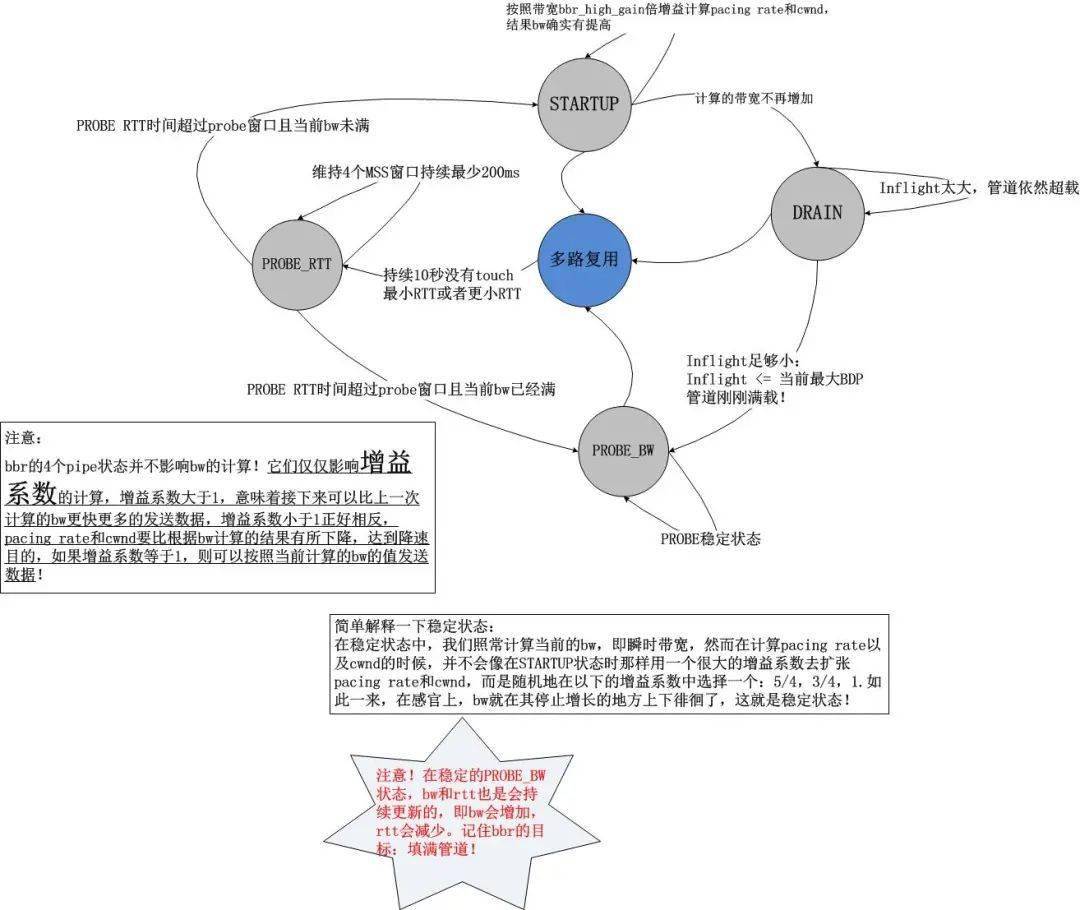 按照带宽bbr_high_gain倍增益计算pacing rate和cwnd，
结果bw确实有提高
STARTUP
计算的带宽不再增加
PROBE RTT时间超过probe窗口且当前bw未满
维持4个MSS窗口持续最少200ms
Inflight太大，管道依然超载
DRAIN
PROBE_RTT
多路复用
持续10秒没有touch
最小RTT或者更小RTT
Inflight足够小：
Inflight <= 当前最大BDP
管道刚刚满载！
PROBE RTT时间超过probe窗口且当前bw已经满
PROBE_BW
PROBE稳定状态
注意：
bbr的4个pipe状态并不影响bw的计算！它们仅仅影响增益
系数的计算，增益系数大于1，意味着接下来可以比上一次
计算的bw更快更多的发送数据，增益系数小于1正好相反，
pacing rate和cwnd要比根据bw计算的结果有所下降，达到降速
目的，如果增益系数等于1，则可以按照当前计算的bw的值发送
数据！
简单解释一下稳定状态：
在稳定状态中，我们照常计算当前的bw，即瞬时带宽，然而在计算pacing rate以
及cwnd的时候，并不会像在STARTUP状态时那样用一个很大的增益系数去扩张
pacing rate和cwnd，而是随机地在以下的增益系数中选择一个：5/4，3/4，1.如
此一来，在感官上，bw就在其停止增长的地方上下徘徊了，这就是稳定状态！
注意！在稳定的PROBE_BW
状态，bw和rtt也是会持
续更新的，即bw会增加，
rtt会减少。记住bbr的目
标：填满管道！